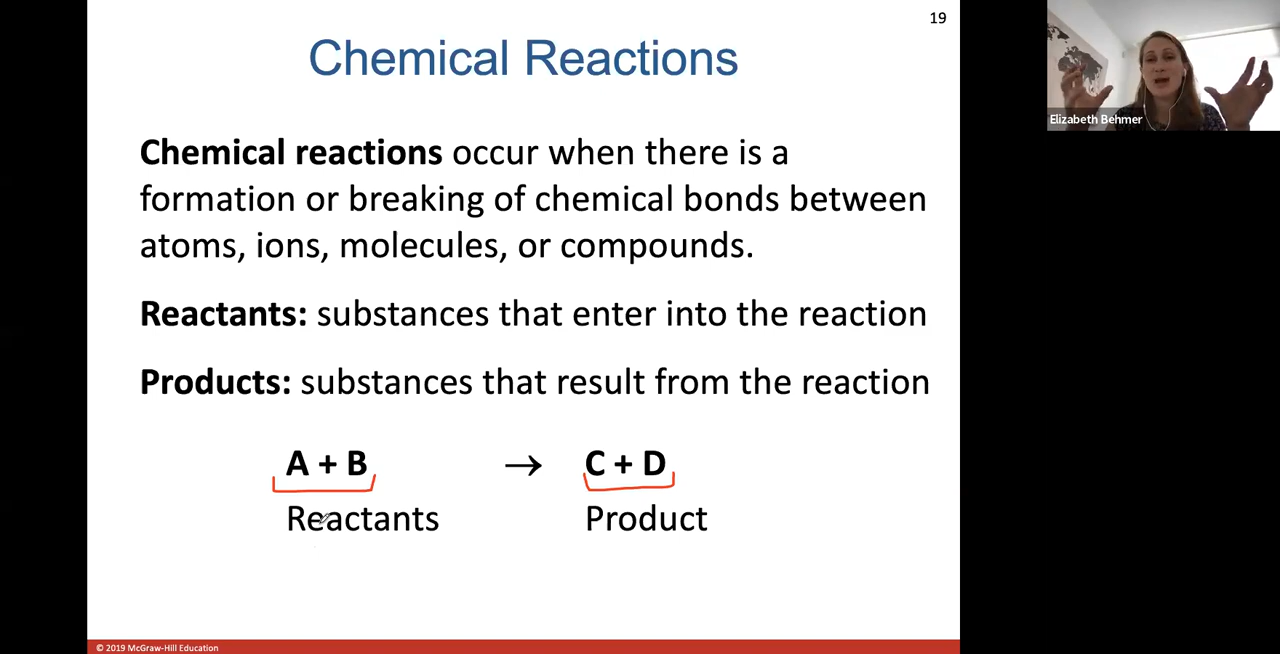 19
Chemical Reactions
Elizabeth Behmer
Chemical reactions occur when there is a
formation or breaking of chemical bonds between
atoms, ions, molecules, or compounds.
Reactants: substances that enter into the reaction
Products: substances that result from the reaction
A + B → C + D
Reactants Product
© 2019 McGraw-Hill Education